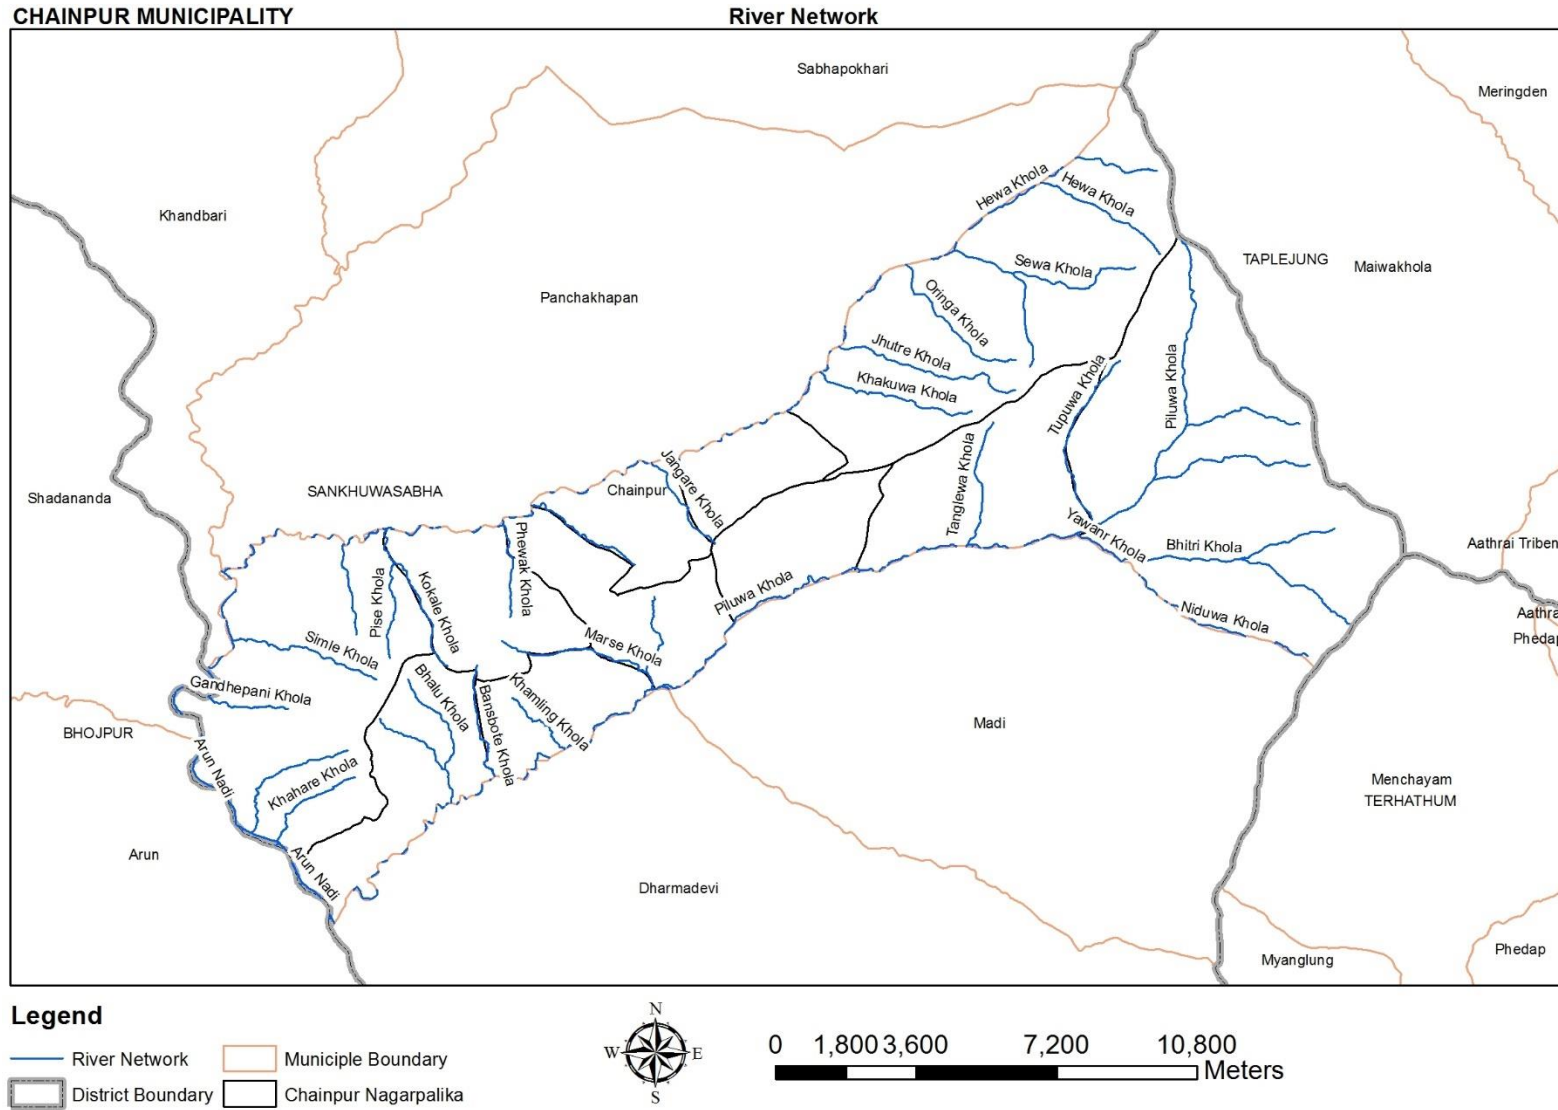 CHAINPUR MUNICIPALITY
River Network
Sabhapokhari
Meringden
Hewa Khola
Hewa Khola
Khandbari
TAPLEJUNG
Maiwakhola
Sewa Khola
Panchakhapan
Oringa Khola
Jhutre Khola
Khakuwa Khola
Tupuwa Khola
Piluwa Khola
Jangare Khola
Tanglewa Khola
SANKHUWASABHA
Chainpur
Shadananda
Phewak Khola
Yawanr Khola
Bhitri Khola
Aathrai Triben
Pise Khola
Kokale Khola
Piluwa Khola
Niduwa Khola
Aathra
Phedap
Simle Khola
Marse Khola
Gandhepani Khola
Bhalu Khola
Bansbote Khola
Khamling Khola
BHOJPUR
Madi
Arun Nadi
Khahare Khola
Menchayam
TERHATHUM
Arun
Arun Nadi
Dharmadevi
Myanglung
Phedap
Legend
River Network
Municiple Boundary
District Boundary
Chainpur Nagarpalika
N
W
E
S
0 1,800 3,600 7,200 10,800
Meters